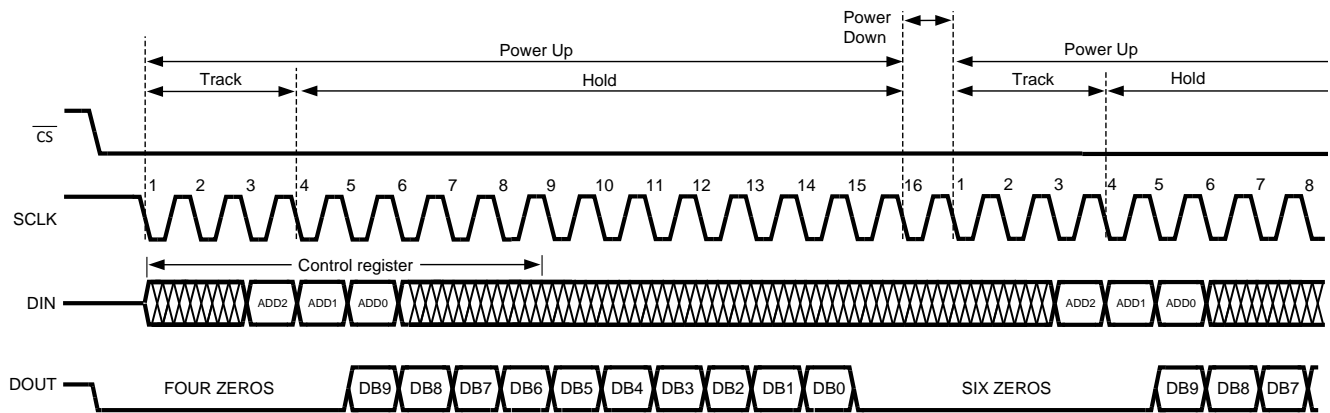 Power
Down
Power Up
Power Up
Track
Hold
Track
Hold
CS
1 2 3 4 5 6 7 8 9 10 11 12 13 14 15 16 1 2 3 4 5 6 7 8
SCLK
Control register
DIN
ADD2 ADD1 ADD0 ADD2 ADD1 ADD0
DOUT
FOUR ZEROS DB9 DB8 DB7 DB6 DB5 DB4 DB3 DB2 DB1 DB0 SIX ZEROS DB9 DB8 DB7